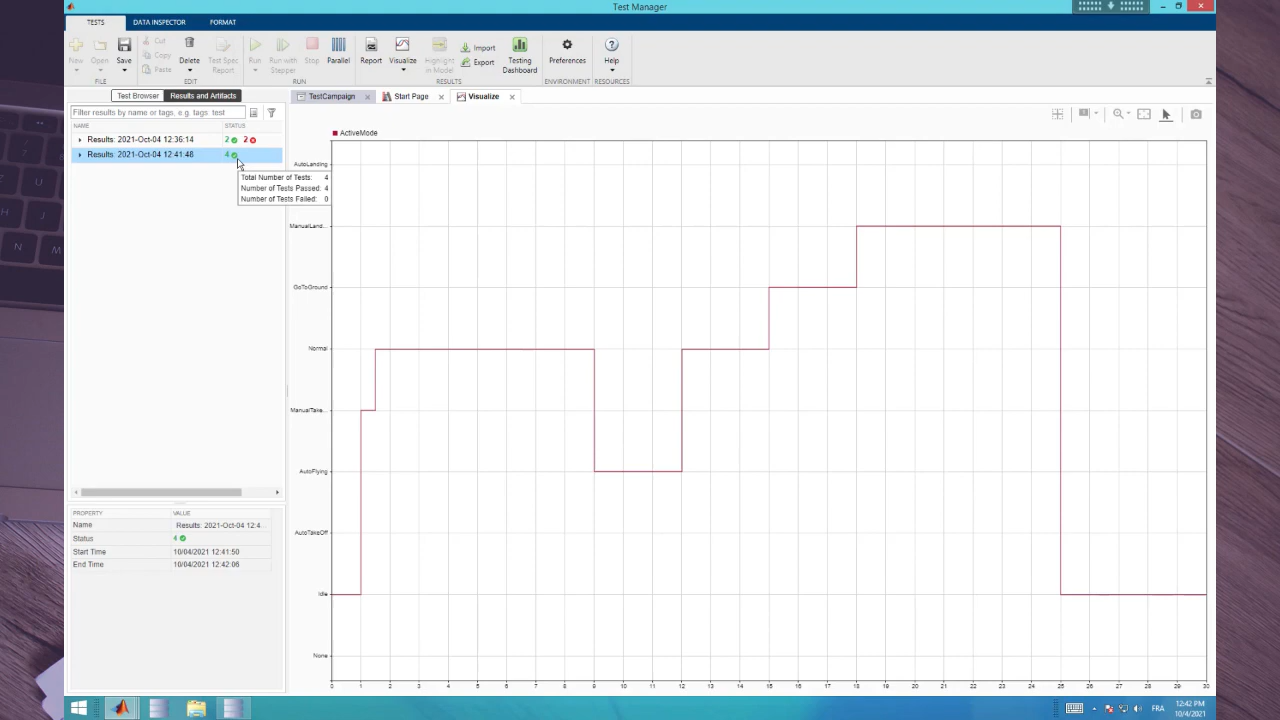 Test Manager
TESTS DATA INSPECTOR FORMAT
New
Open
Save
Cut
Copy
Paste
Delete
Test Spec
Report
Run
Run with
Stepper
Stop
Parallel
Report
Visualize
Highlight
in Model
Import
Export
Testing
Dashboard
Preferences
Help
FILE EDIT RUN RESULTS ENVIRONMENT RESOURCES
Test Browser Results and Artifacts
TestCampaign Start Page Visualize
Filter results by name or tags, e.g. tags: test
NAME STATUS
Results: 2021-Oct-04 12:36:14 2 2
Results: 2021-Oct-04 12:41:48 4
Total Number of Tests: 4
Number of Tests Passed: 4
Number of Tests Failed: 0
ActiveMode
AutoLanding
ManualLand...
GoToGround
Normal
ManualTake...
AutoFlying
AutoTakeOff
Idle
None
0 1 2 3 4 5 6 7 8 9 10 11 12 13 14 15 16 17 18 19 20 21 22 23 24 25 26 27 28 29 30
PROPERTY VALUE
Name Results: 2021-Oct-04 12:4...
Status 4
Start Time 10/04/2021 12:41:50
End Time 10/04/2021 12:42:06
FRA
12:42 PM
10/4/2021
N
M